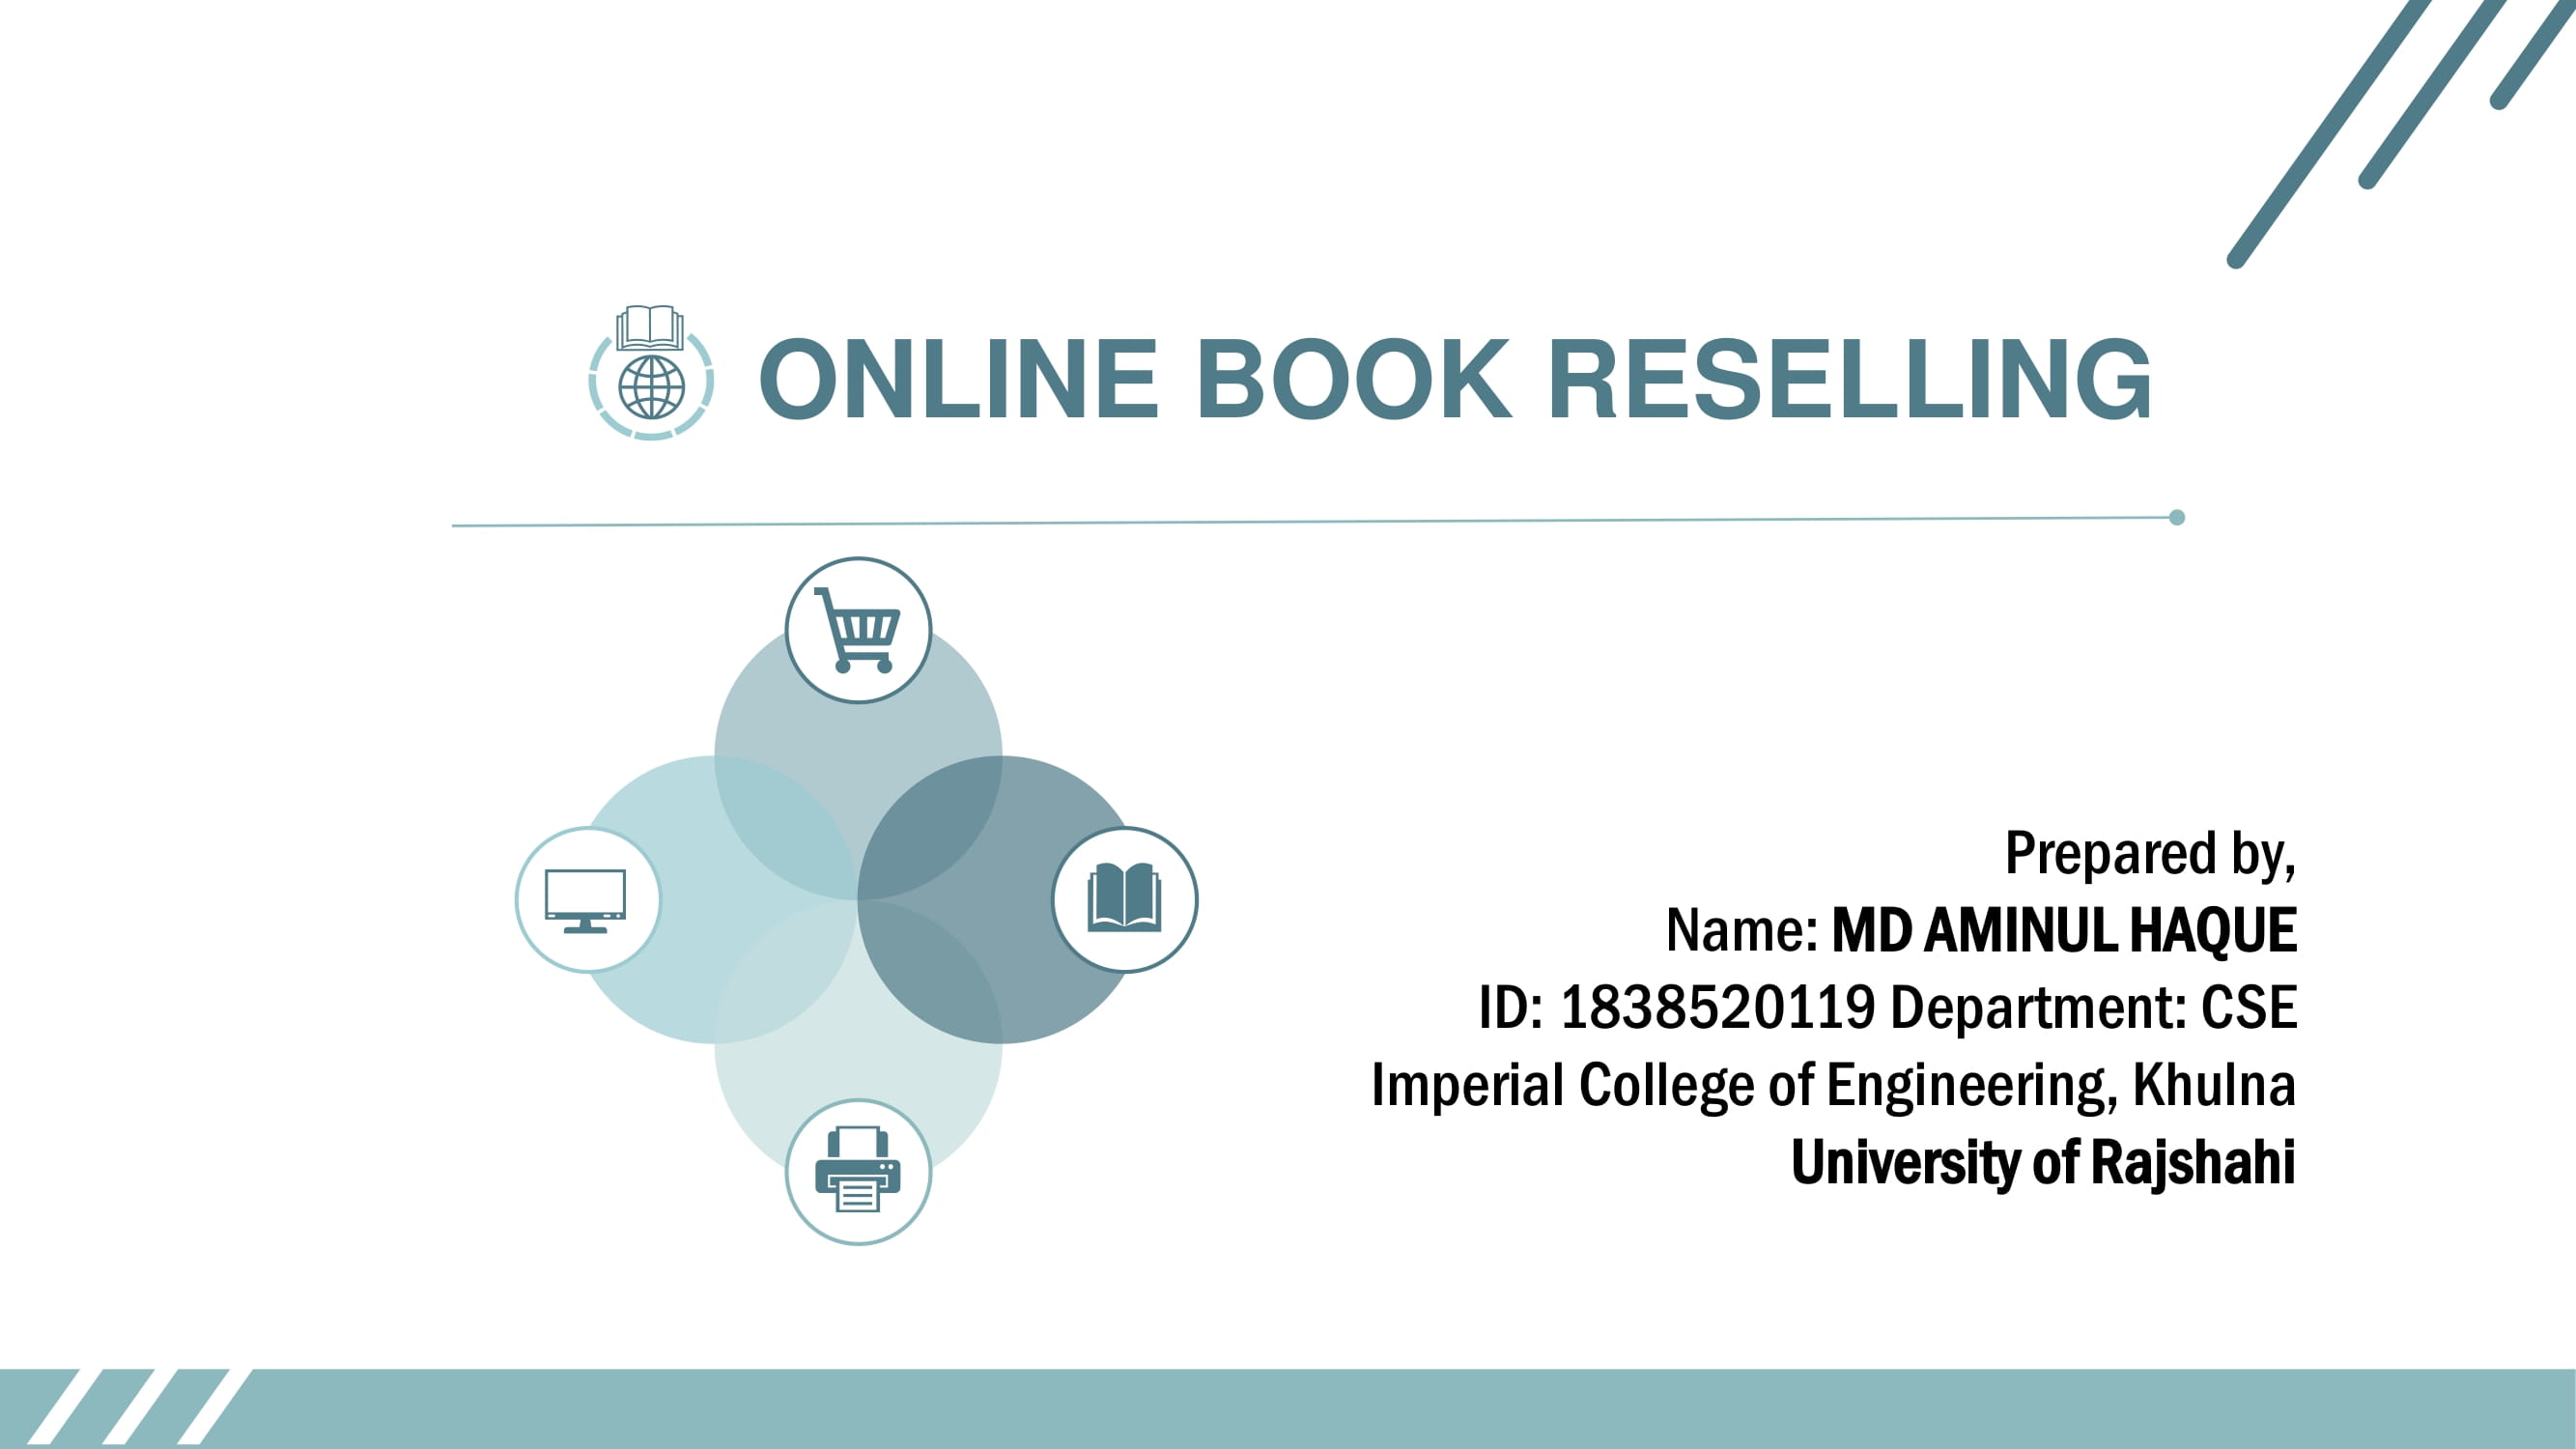 ONLINE BOOK RESELLING
Prepared by,
Name: MD AMINUL HAQUE
ID: 1838520119 Department: CSE
Imperial College of Engineering, Khulna
University of Rajshahi